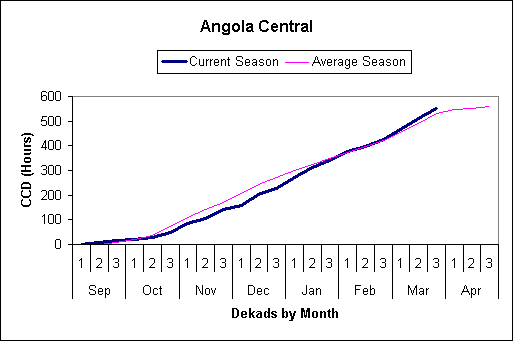 Angola Central
Current Season Average Season
600
500
400
300
200
100
0
CCD (Hours)
1 2 3 1 2 3 1 2 3 1 2 3 1 2 3 1 2 3 1 2 3 1 2 3
Sep Oct Nov Dec Jan Feb Mar Apr
Dekads by Month